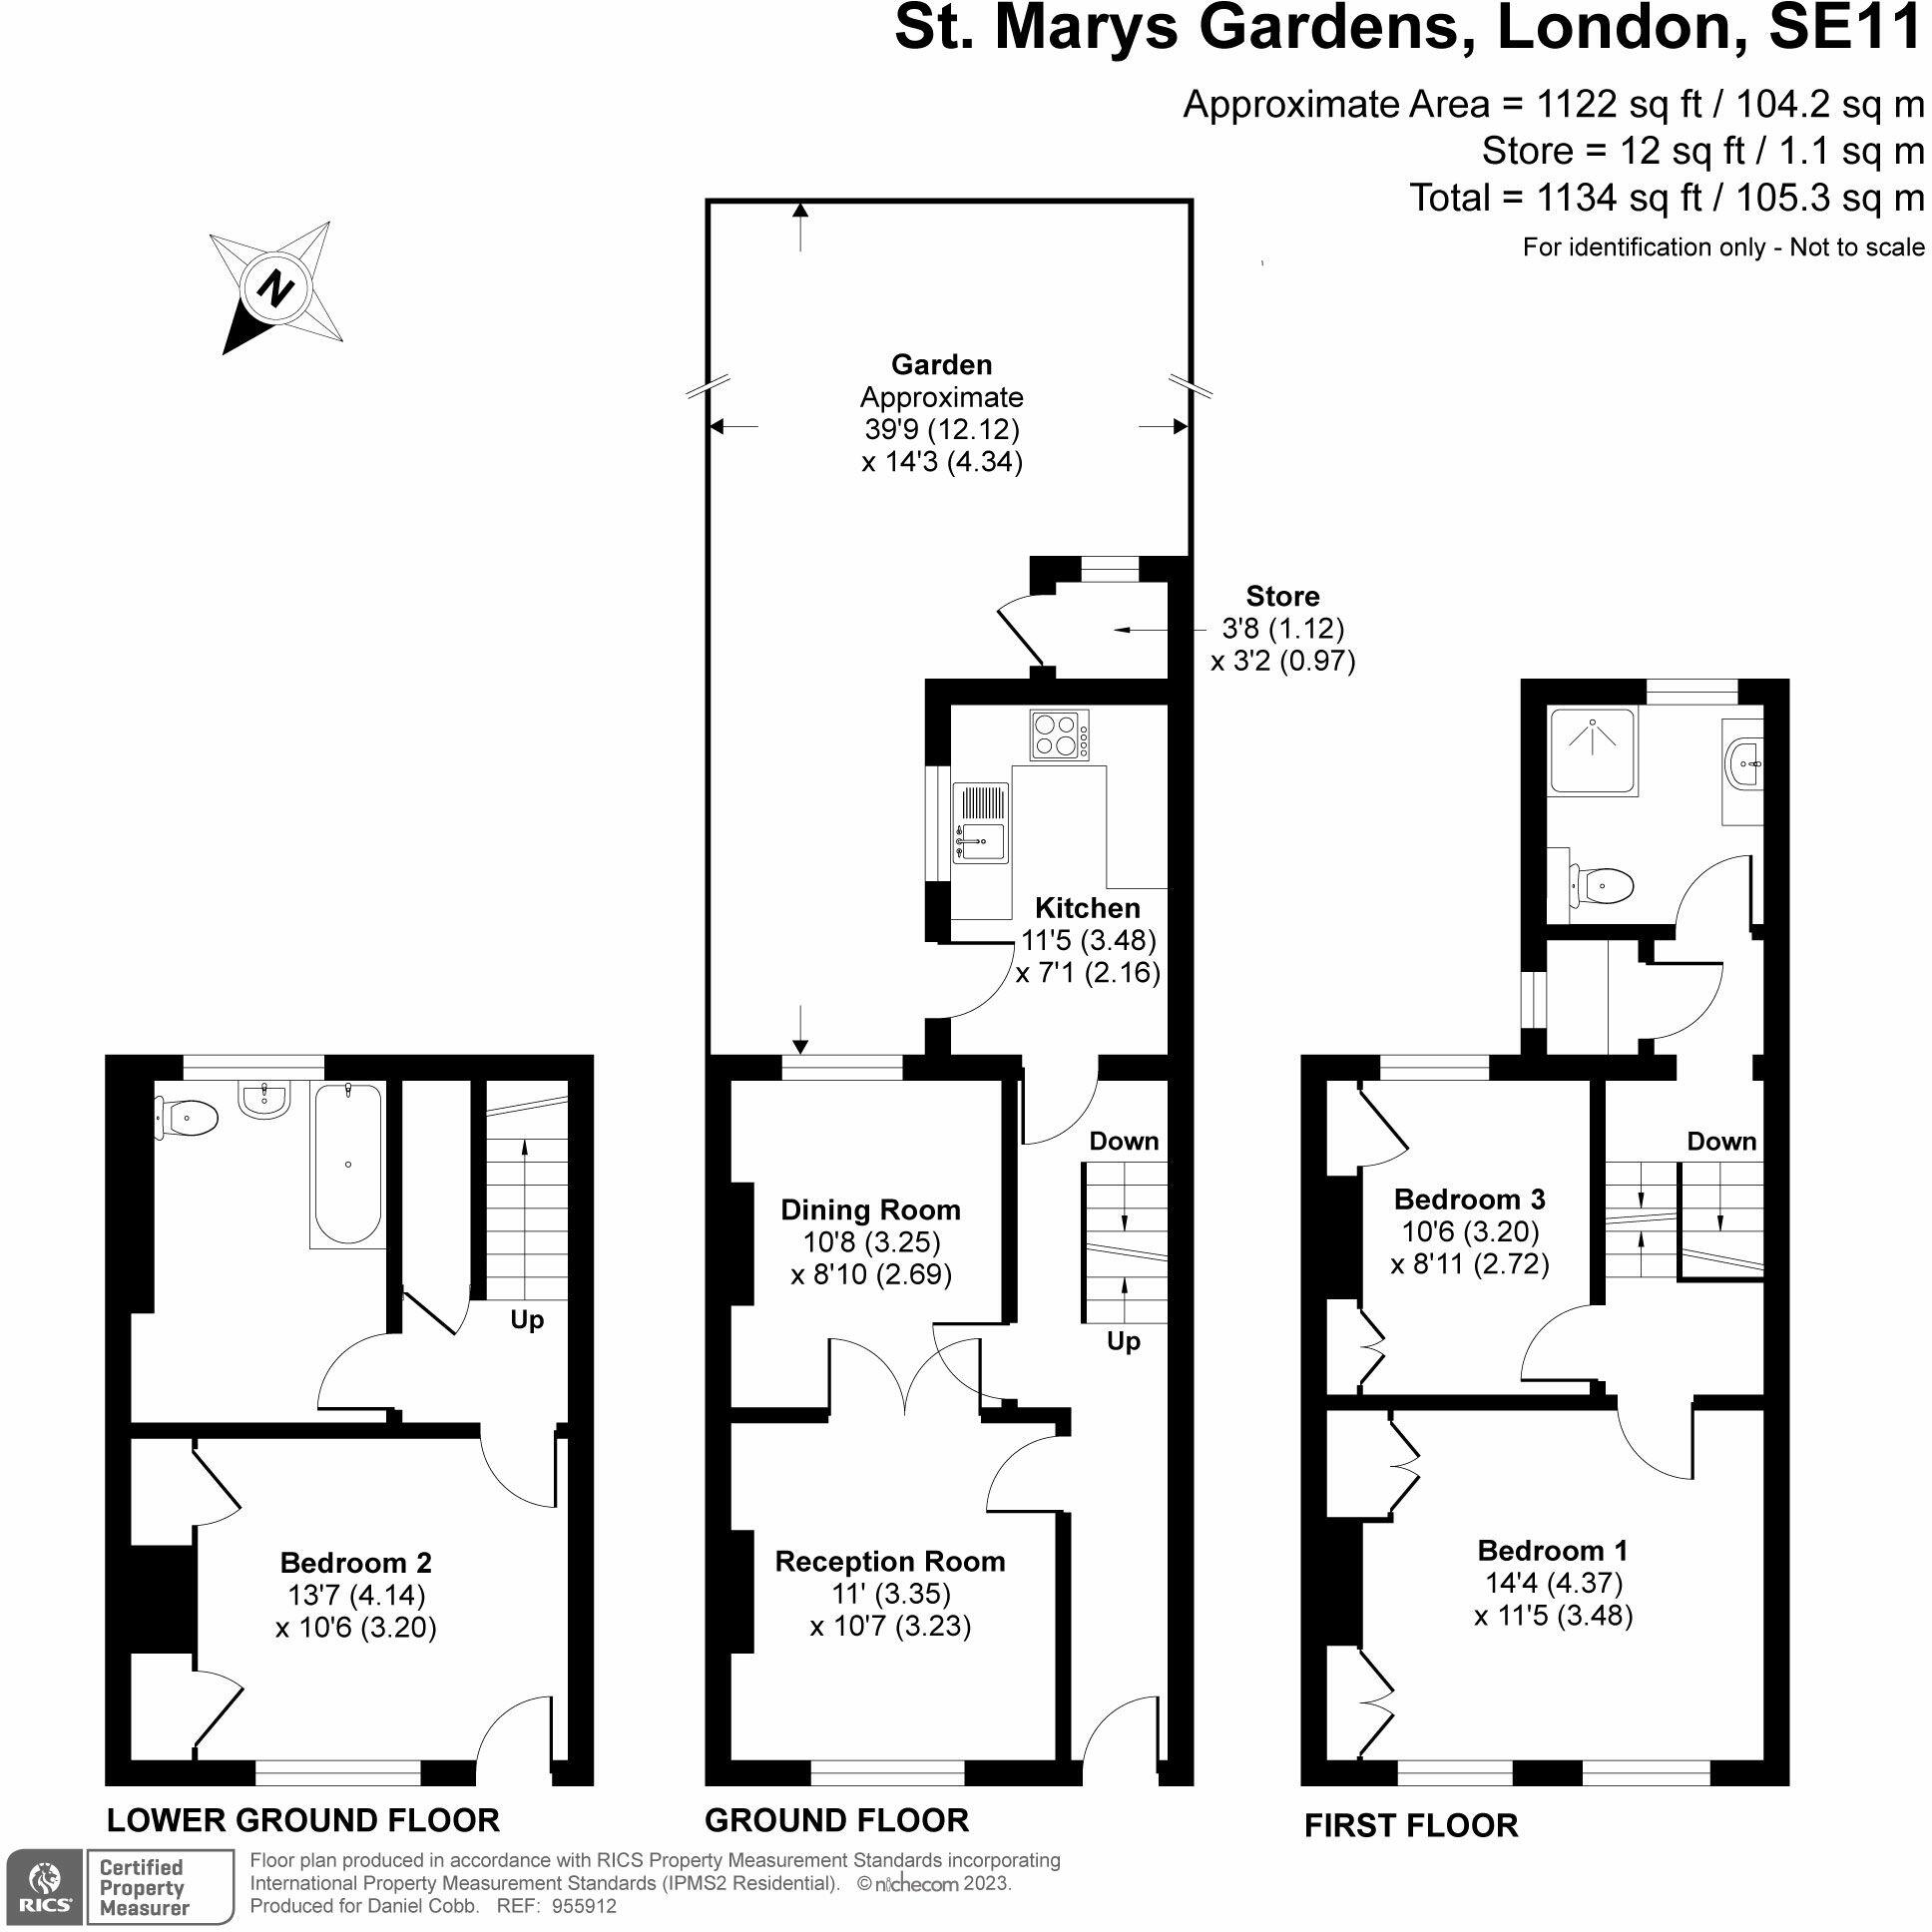 St. Marys Gardens, London, SE11
Approximate Area = 1122 sq ft / 104.2 sq m
Store = 12 sq ft / 1.1 sq m
Total = 1134 sq ft / 105.3 sq m
For identification only - Not to scale
N
Garden
Approximate
39'9 (12.12)
x 14'3 (4.34)
Store
3'8 (1.12)
x 3'2 (0.97)
Kitchen
11'5 (3.48)
x 7'1 (2.16)
Down
Dining Room
10'8 (3.25)
x 8'10 (2.69)
Up
Reception Room
11' (3.35)
x 10'7 (3.23)
Up
Bedroom 2
13'7 (4.14)
x 10'6 (3.20)
Down
Bedroom 3
10'6 (3.20)
x 8'11 (2.72)
Bedroom 1
14'4 (4.37)
x 11'5 (3.48)
LOWER GROUND FLOOR
GROUND FLOOR
FIRST FLOOR
RICS
Certified
Property
Measurer
Floor plan produced in accordance with RICS Property Measurement Standards incorporating
International Property Measurement Standards (IPMS2 Residential). © nichecom 2023.
Produced for Daniel Cobb. REF: 955912